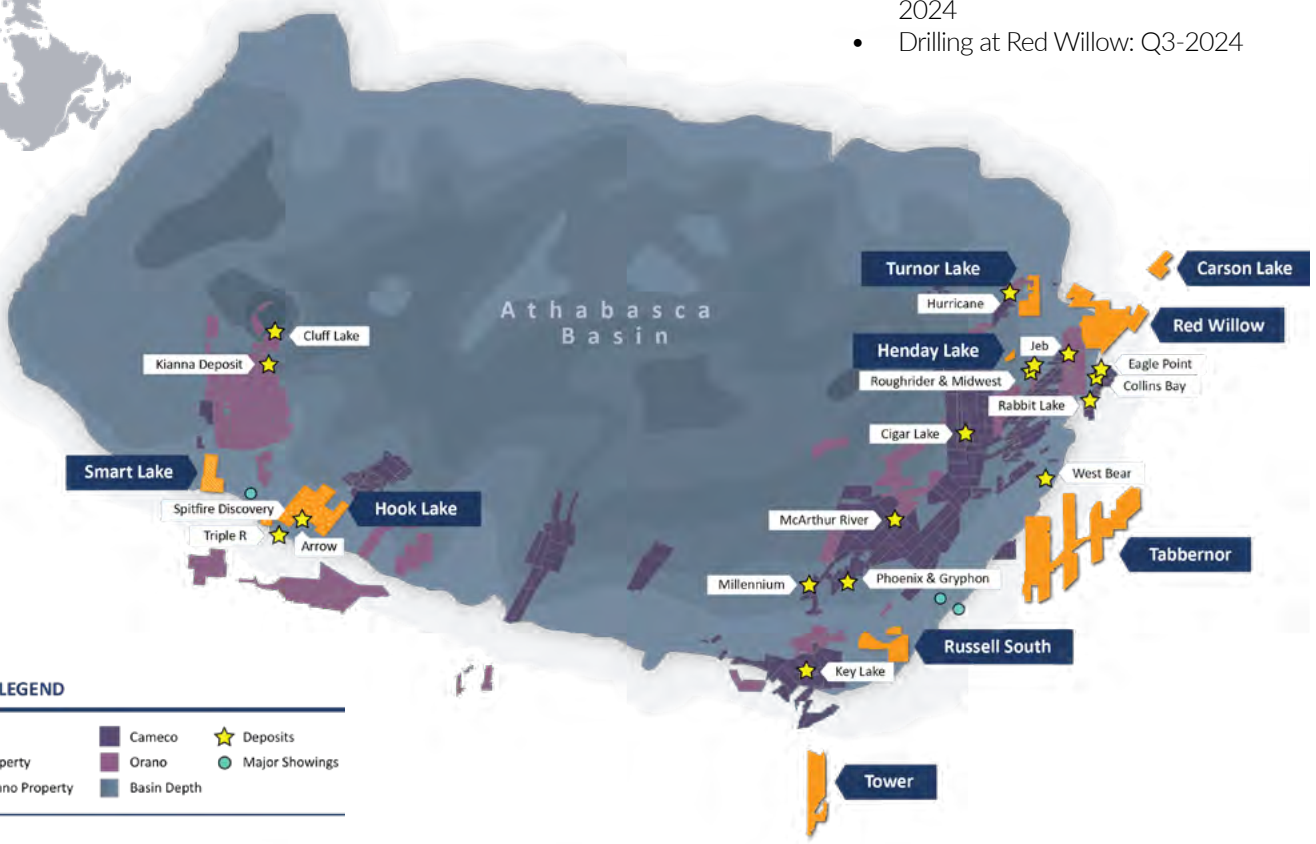 2024
• Drilling at Red Willow: Q3-2024
Turnor Lake
Carson Lake
Hurricane
Athabasca
Basin
Red Willow
Cluff Lake
Henday Lake
Jeb
Kianna Deposit
Eagle Point
Roughrider & Midwest
Collins Bay
Rabbit Lake
Cigar Lake
Smart Lake
West Bear
Spitfire Discovery
Hook Lake
McArthur River
Triple R
Arrow
Tabbernor
Millennium
Phoenix & Gryphon
Russell South
Key Lake
LEGEND
Cameco
Deposits
perty
Orano
Major Showings
no Property
Basin Depth
Tower